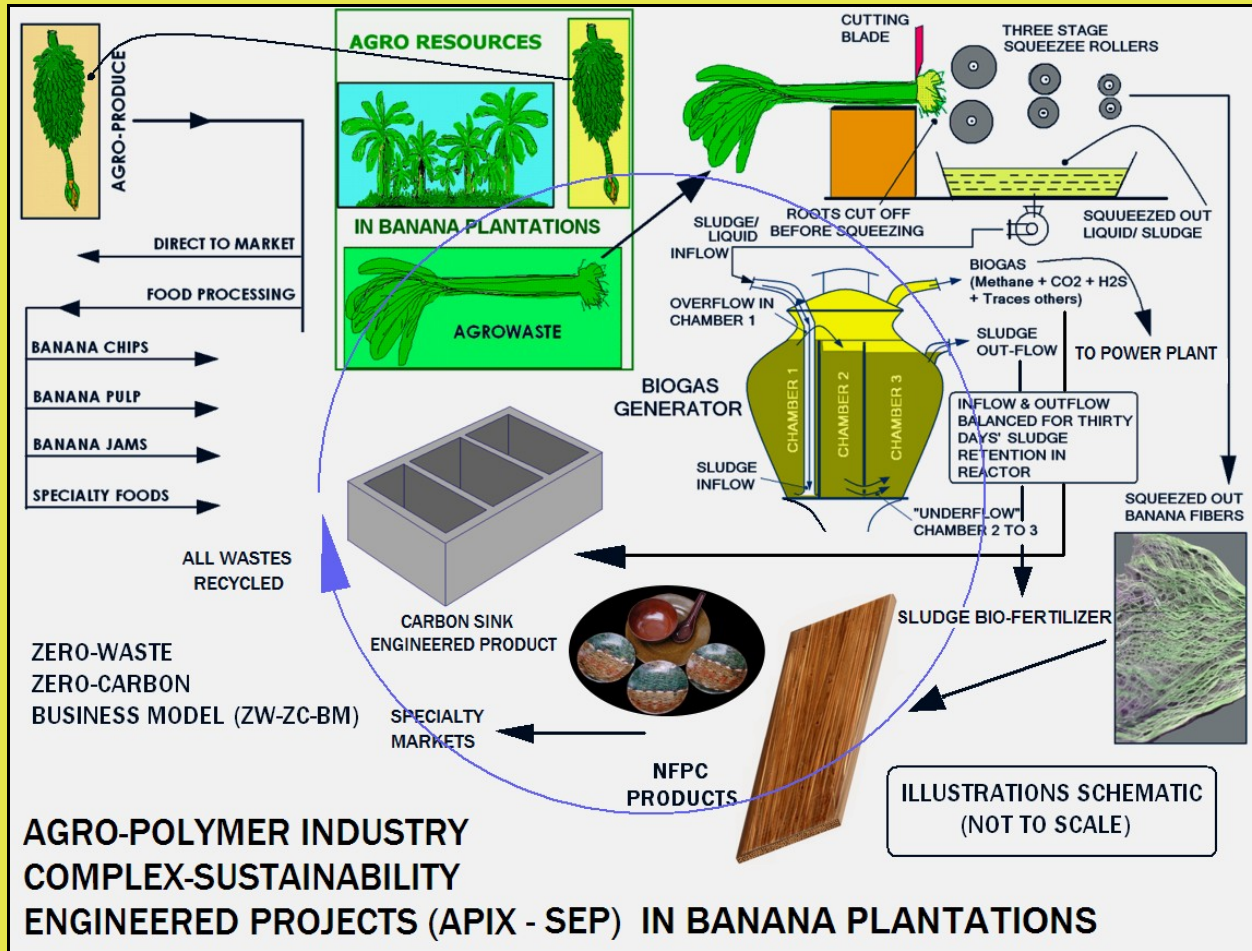 AGRO-PRODUCE
DIRECT TO MARKET
FOOD PROCESSING
BANANA CHIPS
BANANA PULP
BANANA JAMS
SPECIALTY FOODS
AGRO RESOURCES
IN BANANA PLANTATIONS
AGROWASTE
CUTTING
BLADE
THREE STAGE
SQUEEZEE ROLLERS
ROOTS CUT OFF
BEFORE SQUEEZING
SQUUEEZED OUT
LIQUID/ SLUDGE
SLUDGE/
LIQUID
INFLOW
OVERFLOW IN
CHAMBER 1
BIOGAS
(Methane + CO2 + H2S
+ Traces others)
TO POWER PLANT
SLUDGE
OUT-FLOW
BIOGAS
GENERATOR
CHAMBER 1
CHAMBER 2
CHAMBER 3
INFLOW & OUTFLOW
BALANCED FOR THIRTY
DAYS' SLUDGE
RETENTION IN
REACTOR
SLUDGE
INFLOW
"UNDERFLOW"
CHAMBER 2 TO 3
SQUEEZED OUT
BANANA FIBERS
ALL WASTES
RECYCLED
CARBON SINK
ENGINEERED PRODUCT
SLUDGE BIO-FERTILIZER
ZERO-WASTE
ZERO-CARBON
BUSINESS MODEL (ZW-ZC-BM)
SPECIALTY
MARKETS
NFPC
PRODUCTS
ILLUSTRATIONS SCHEMATIC
(NOT TO SCALE)
AGRO-POLYMER INDUSTRY
COMPLEX-SUSTAINABILITY
ENGINEERED PROJECTS (APIX - SEP) IN BANANA PLANTATIONS